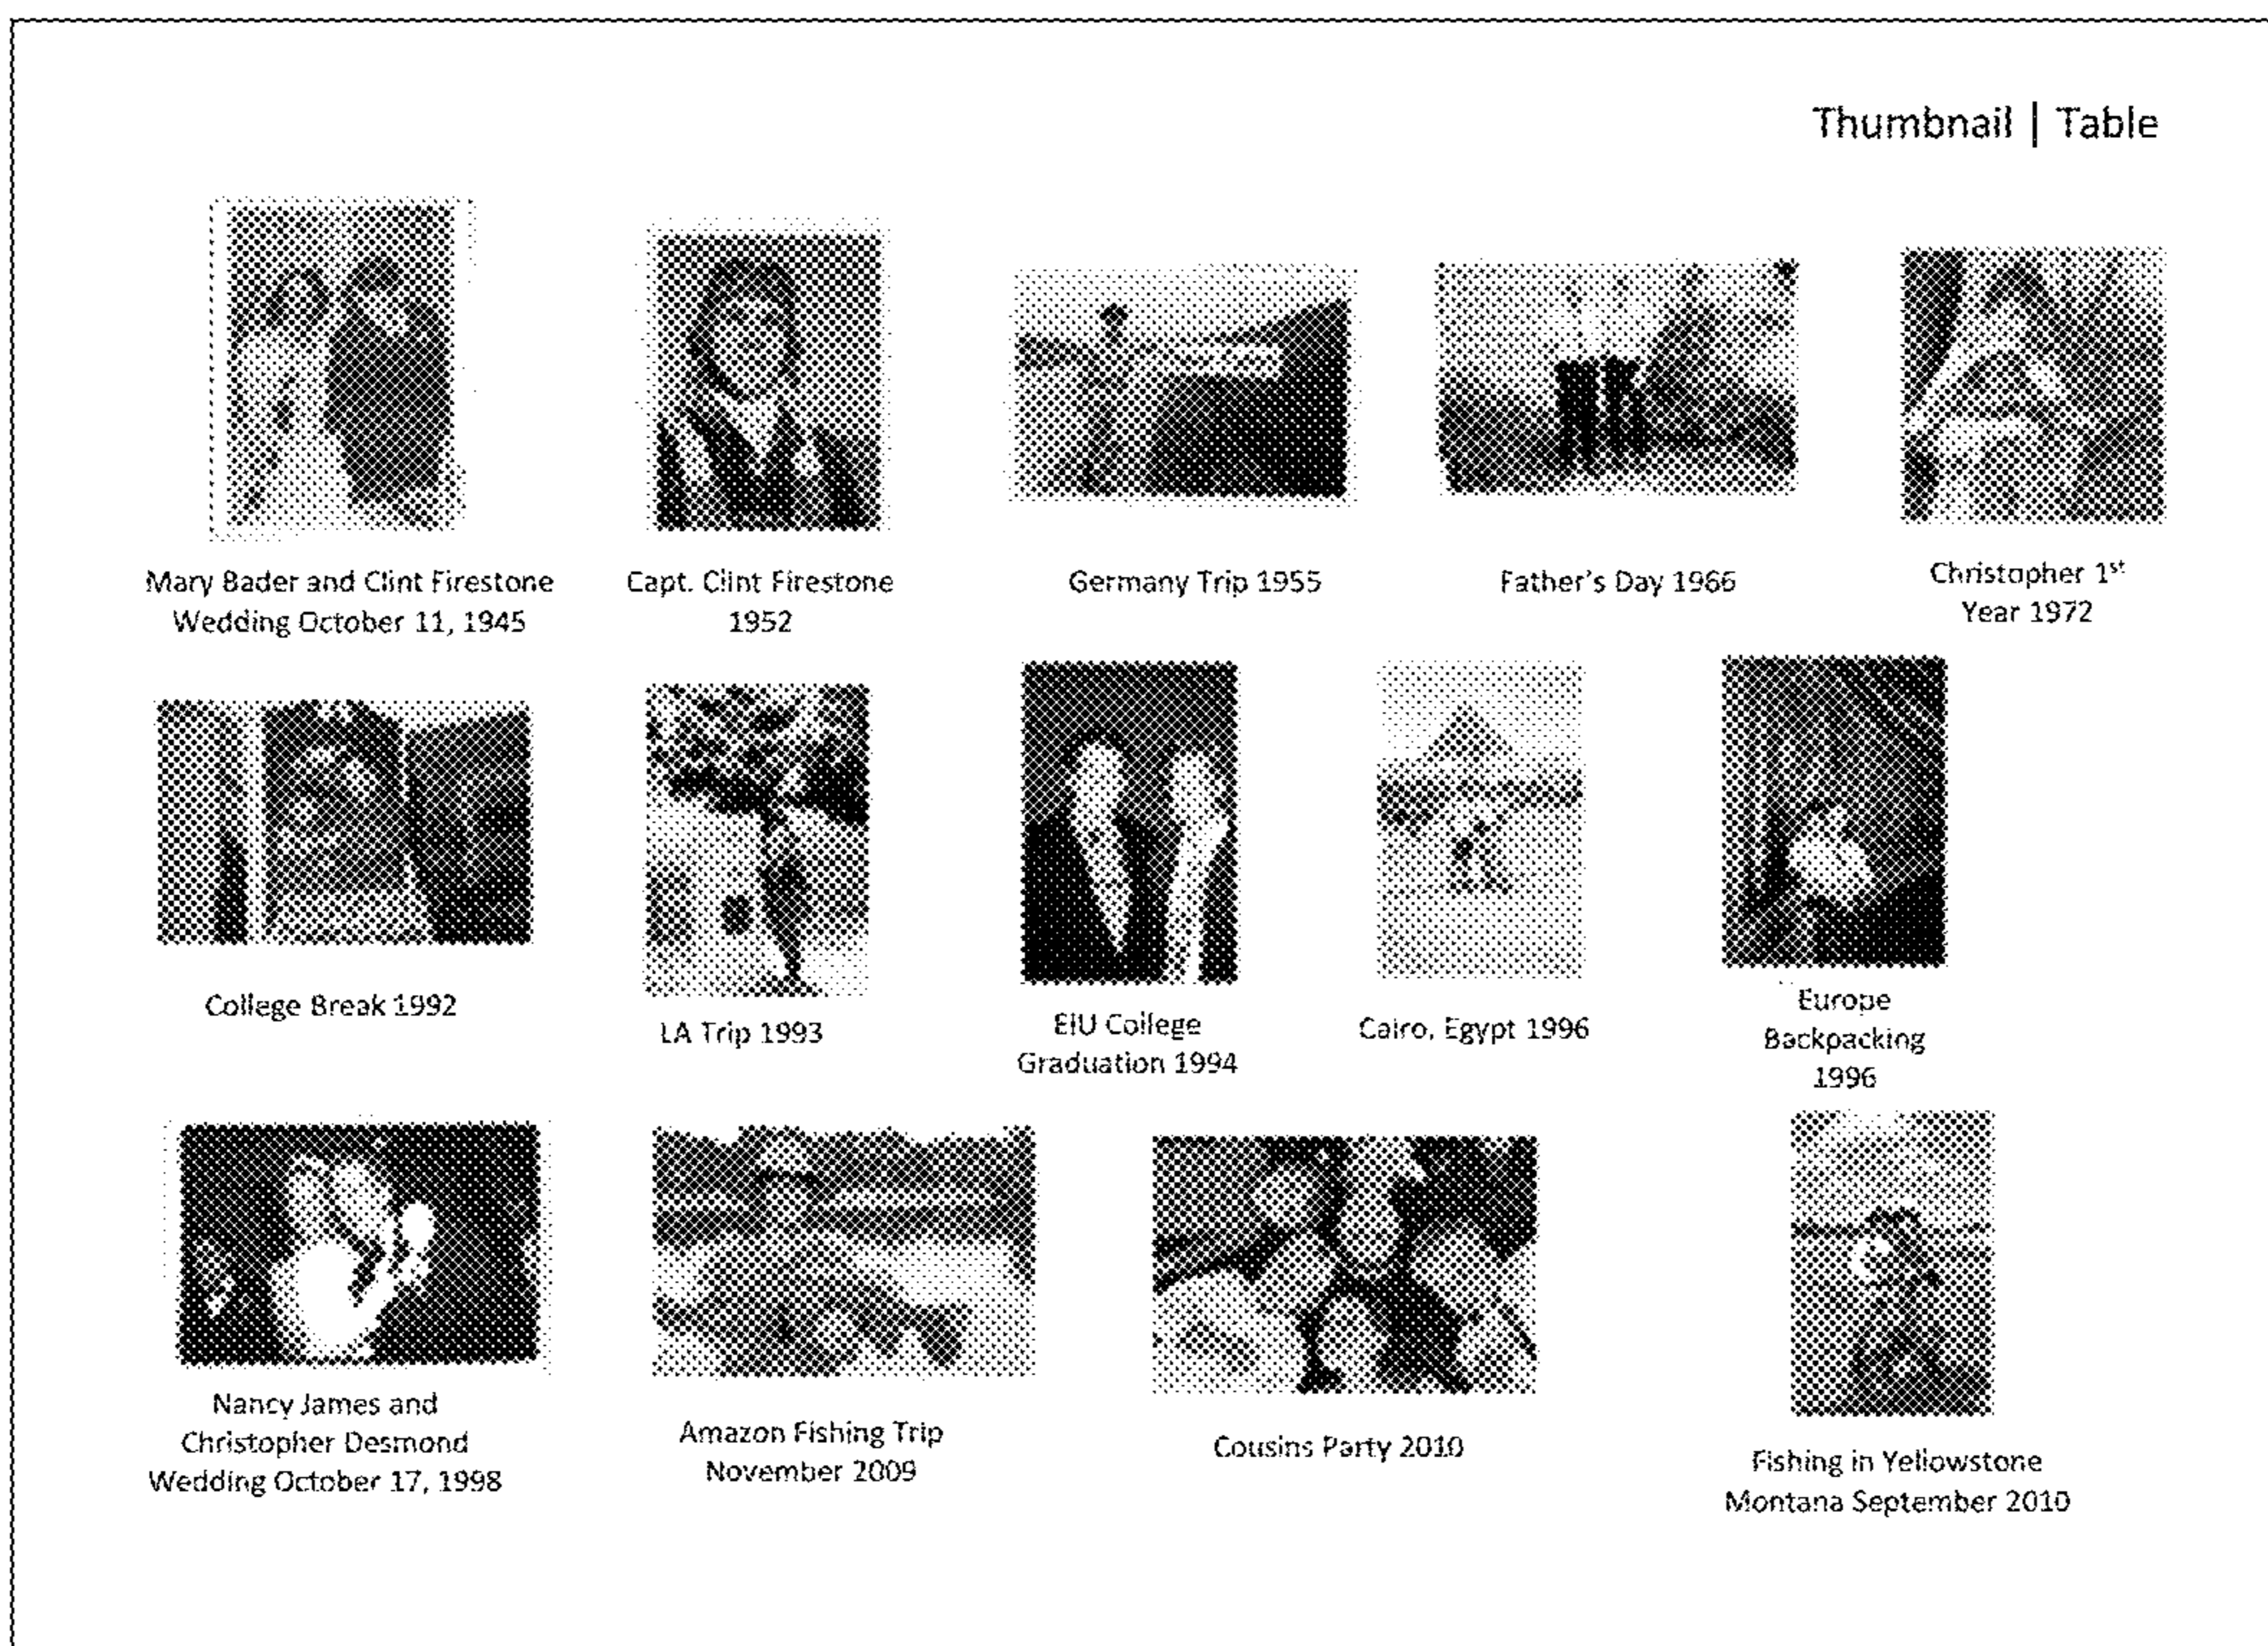 Thumbnail | Table
Mary Bader and Clint Firestone
Wedding October 11, 1945
Capt. Clint Firestone
1952
Germany Trip 1955
Father's Day 1966
Christopher 1st
Year 1972
College Break 1992
LA Trip 1993
EIU College
Graduation 1994
Cairo, Egypt 1996
Europe
Backpacking
1996
Nancy James and
Christopher Desmond
Wedding October 17, 1998
Amazon Fishing Trip
November 2009
Cousins Party 2010
Fishing in Yellowstone
Montana September 2010